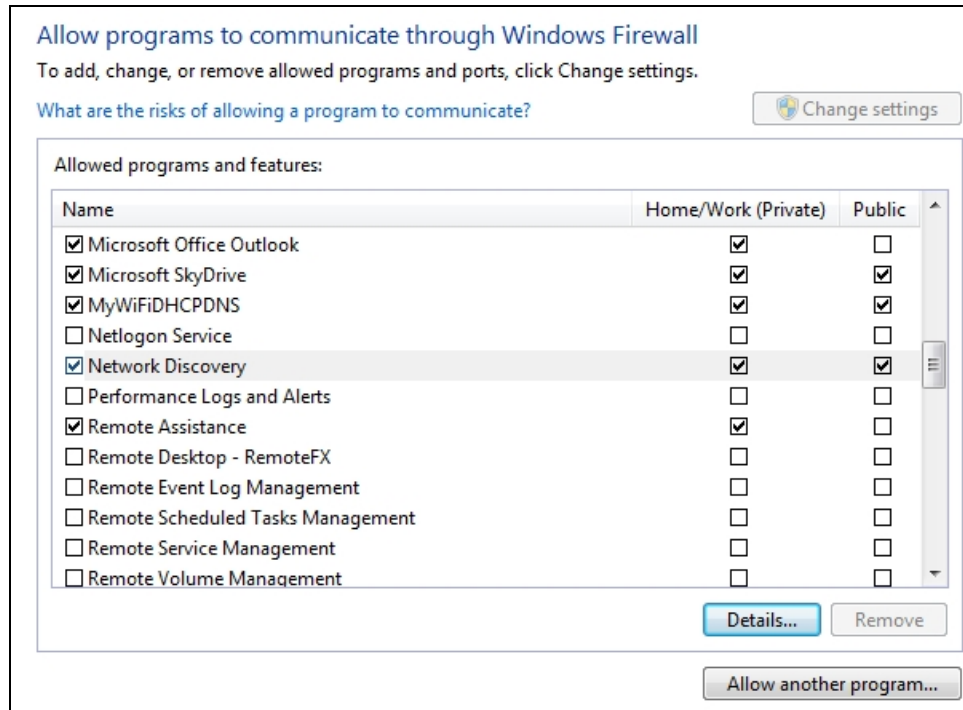 Allow programs to communicate through Windows Firewall
To add, change, or remove allowed programs and ports, click Change settings.
What are the risks of allowing a program to communicate?
Change settings
Allowed programs and features:
Name Home/Work (Private) Public
Microsoft Office Outlook
Microsoft SkyDrive
MyWiFiDHCPDNS
Netlogon Service
Network Discovery
Performance Logs and Alerts
Remote Assistance
Remote Desktop - RemoteFX
Remote Event Log Management
Remote Scheduled Tasks Management
Remote Service Management
Remote Volume Management
Details... Remove
Allow another program...